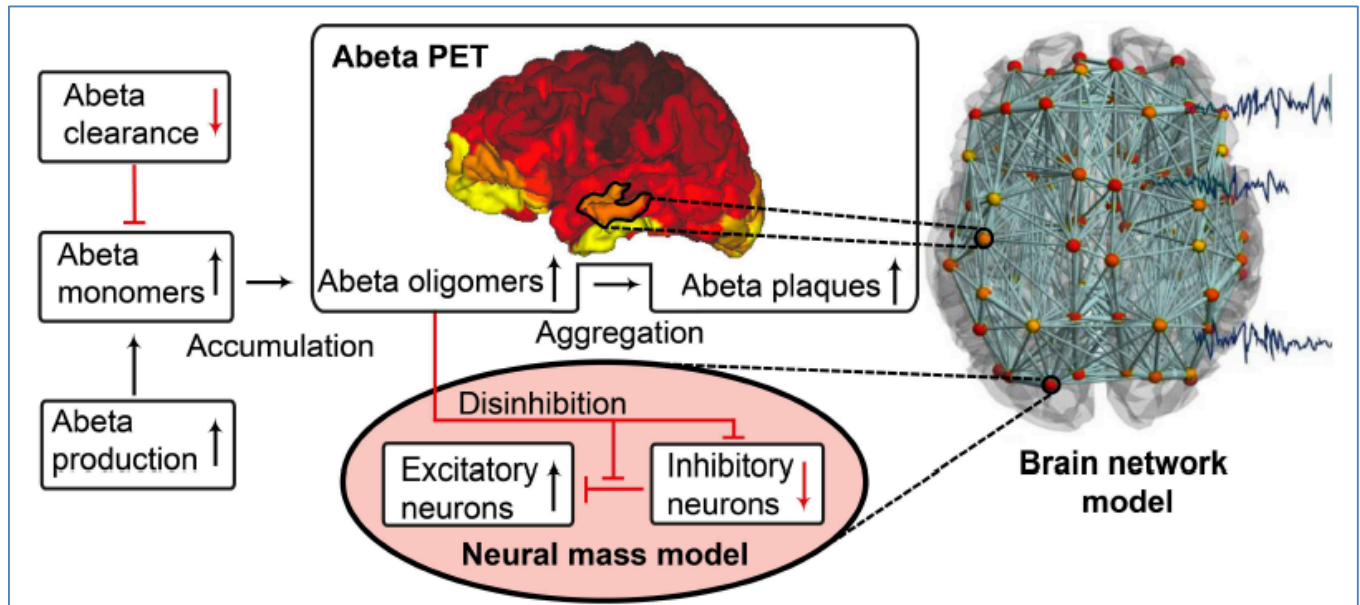 Abeta
clearance
Abeta
monomers
Abeta
production
Accumulation
Abeta PET
Abeta oligomers
Abeta plaques
Aggregation
Disinhibition
Excitatory
neurons
Inhibitory
neurons
Neural mass model
Brain network
model